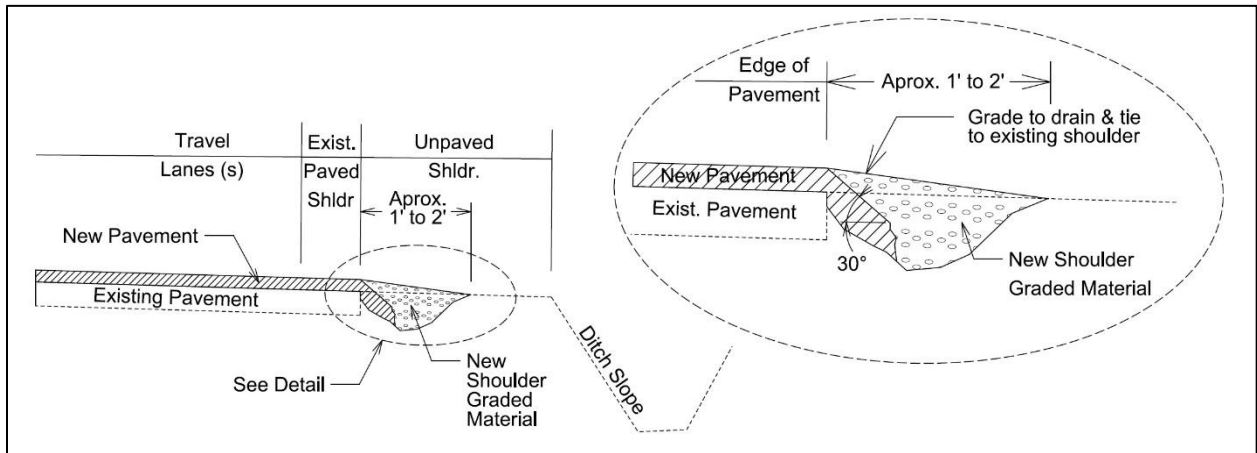 Travel
Lanes (s)
Exist.
Paved
Shldr
Unpaved
Shldr.
Aprox.
1' to 2'
New Pavement
Existing Pavement
See Detail
New
Shoulder
Graded
Material
Ditch Slope
Edge of
Pavement
Aprox. 1' to 2'
Grade to drain & tie
to existing shoulder
New Pavement
Exist. Pavement
30°
New Shoulder
Graded Material